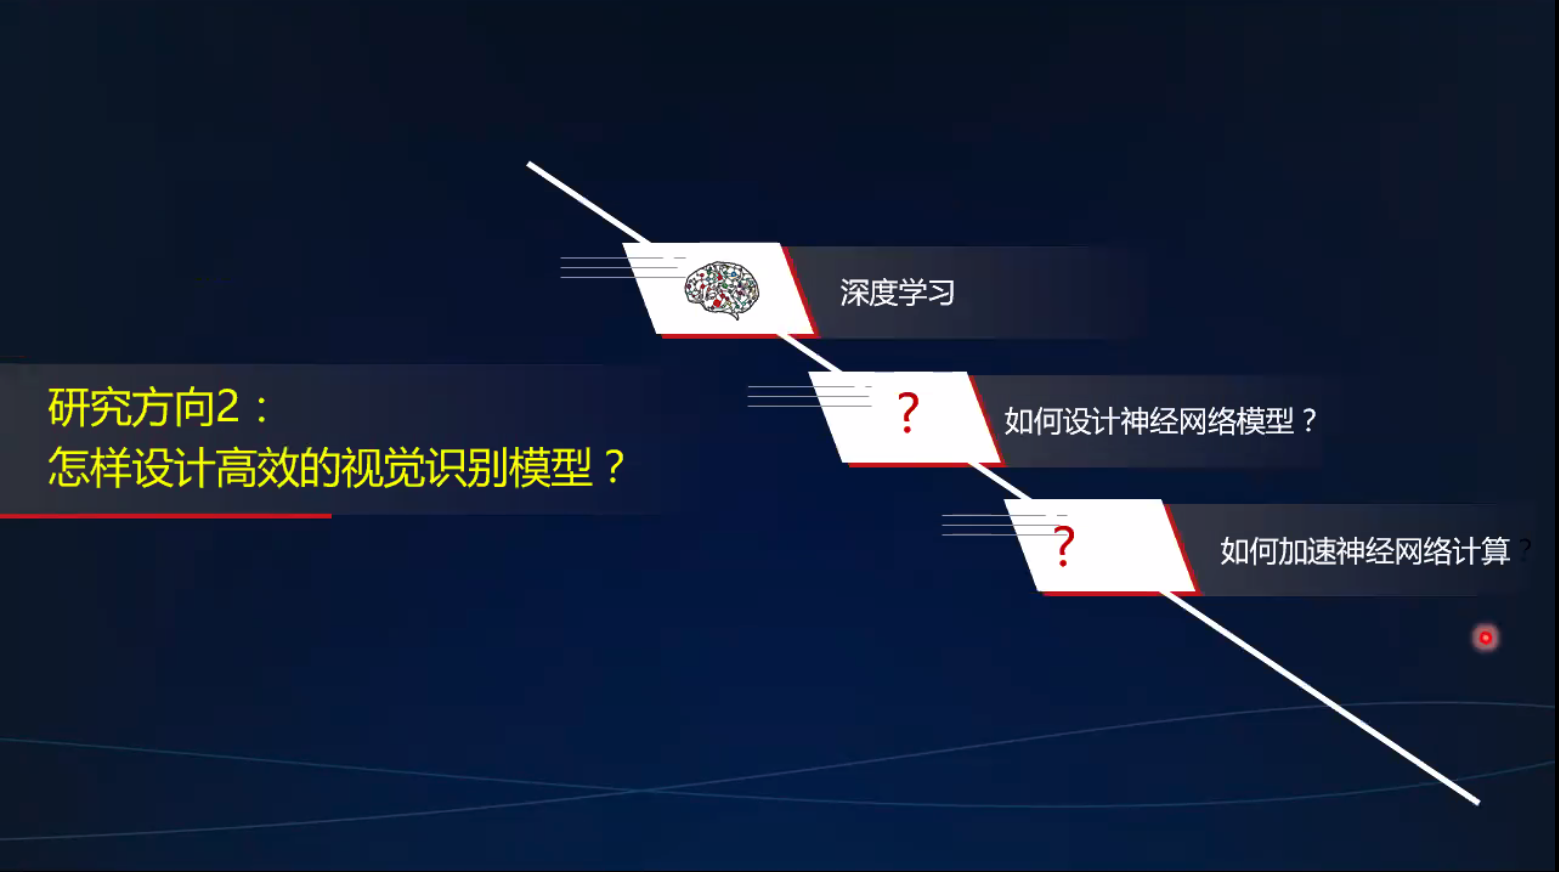 深度学习
研究方向2：
怎样设计高效的视觉识别模型？
?
如何设计神经网络模型？
?
如何加速神经网络计算？